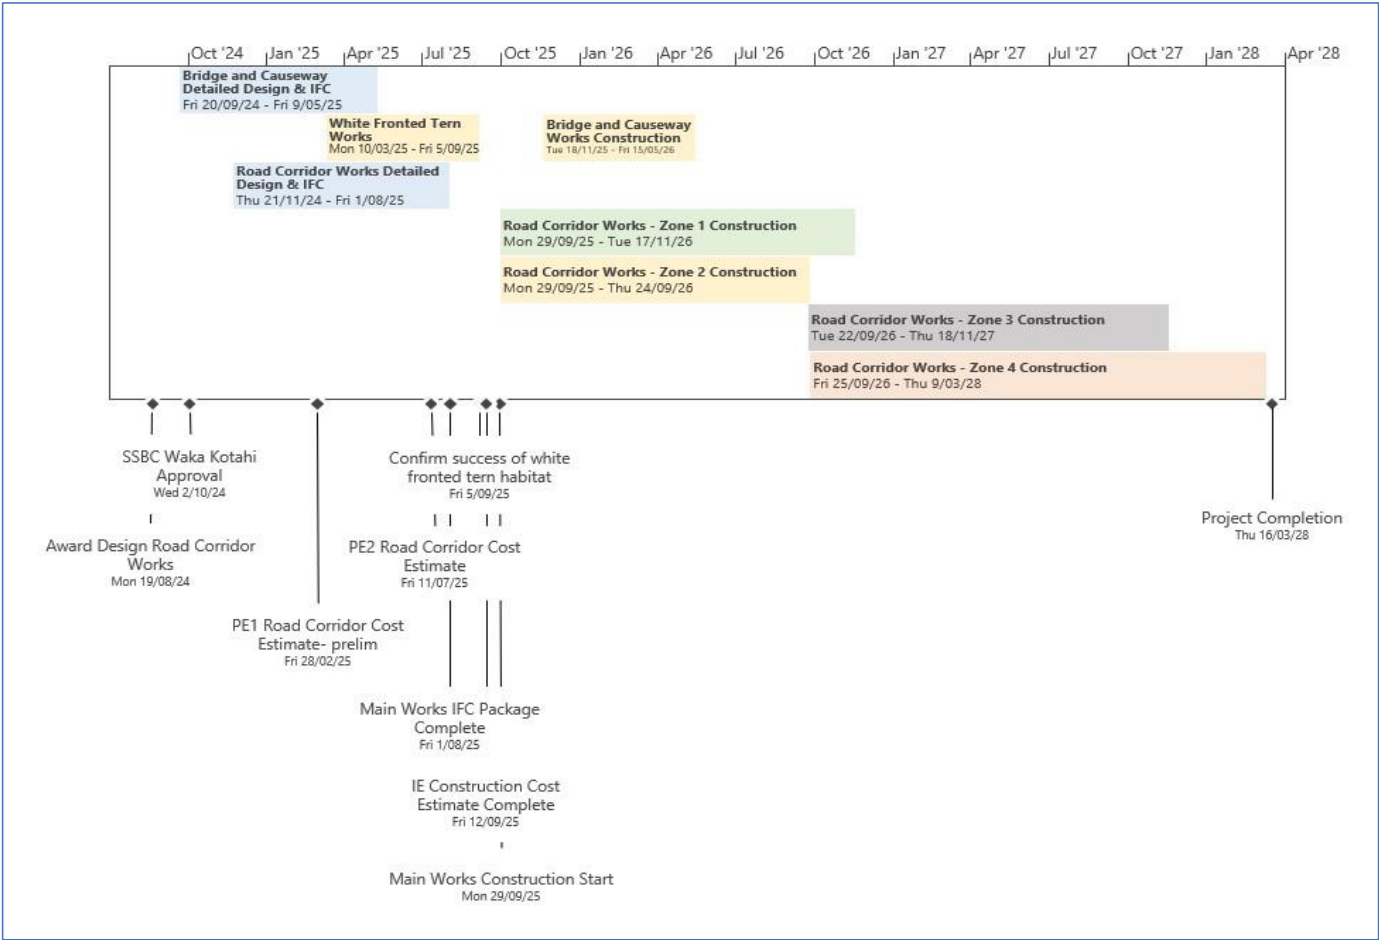 Oct '24
Jan '25
Apr '25
Jul '25
Oct '25
Jan '26
Apr '26
Jul '26
Oct '26
Jan '27
Apr '27
Jul '27
Oct '27
Jan '28
Apr '28
Bridge and Causeway
Detailed Design & IFC
Fri 20/09/24 - Fri 9/05/25
White Fronted Tern
Works
Mon 10/03/25 - Fri 5/09/25
Bridge and Causeway
Works Construction
Tue 18/11/25 - Fri 15/05/26
Road Corridor Works Detailed
Design & IFC
Thu 21/11/24 - Fri 1/08/25
Road Corridor Works - Zone 1 Construction
Mon 29/09/25 - Tue 17/11/26
Road Corridor Works - Zone 2 Construction
Mon 29/09/25 - Thu 24/09/26
Road Corridor Works - Zone 3 Construction
Tue 22/09/26 - Thu 18/11/27
Road Corridor Works - Zone 4 Construction
Fri 25/09/26 - Thu 9/03/28
SSBC Waka Kotahi
Approval
Wed 2/10/24
Confirm success of white
fronted tern habitat
Fri 5/09/25
Project Completion
Thu 16/03/28
Award Design Road Corridor
Works
Mon 19/08/24
PE2 Road Corridor Cost
Estimate
Fri 11/07/25
PE1 Road Corridor Cost
Estimate- prelim
Fri 28/02/25
Main Works IFC Package
Complete
Fri 1/08/25
IE Construction Cost
Estimate Complete
Fri 12/09/25
Main Works Construction Start
Mon 29/09/25